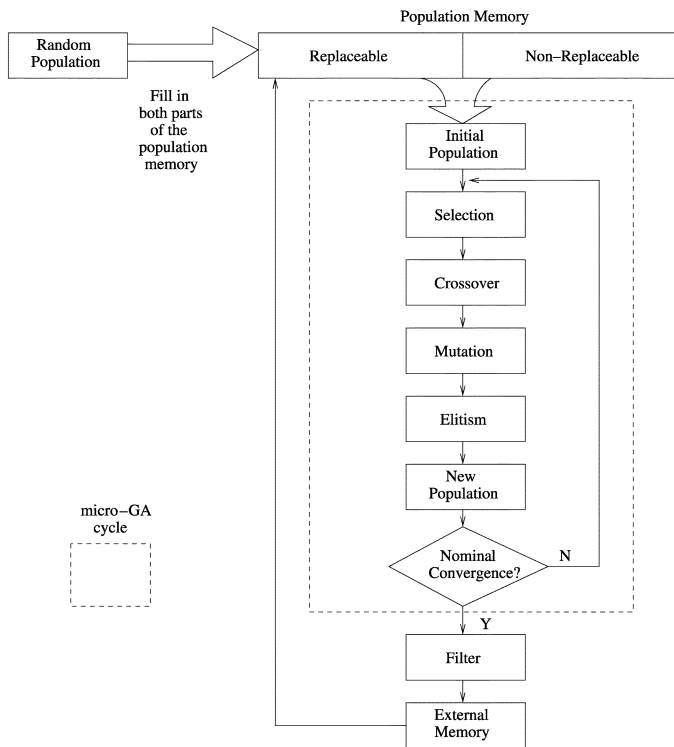 Population Memory
Random
Population
Replaceable
Non–Replaceable
Fill in
both parts
of the
population
memory
Initial
Population
Selection
Crossover
Mutation
Elitism
New
Population
micro–GA
cycle
Nominal
Convergence?
N
Y
Filter
External
Memory